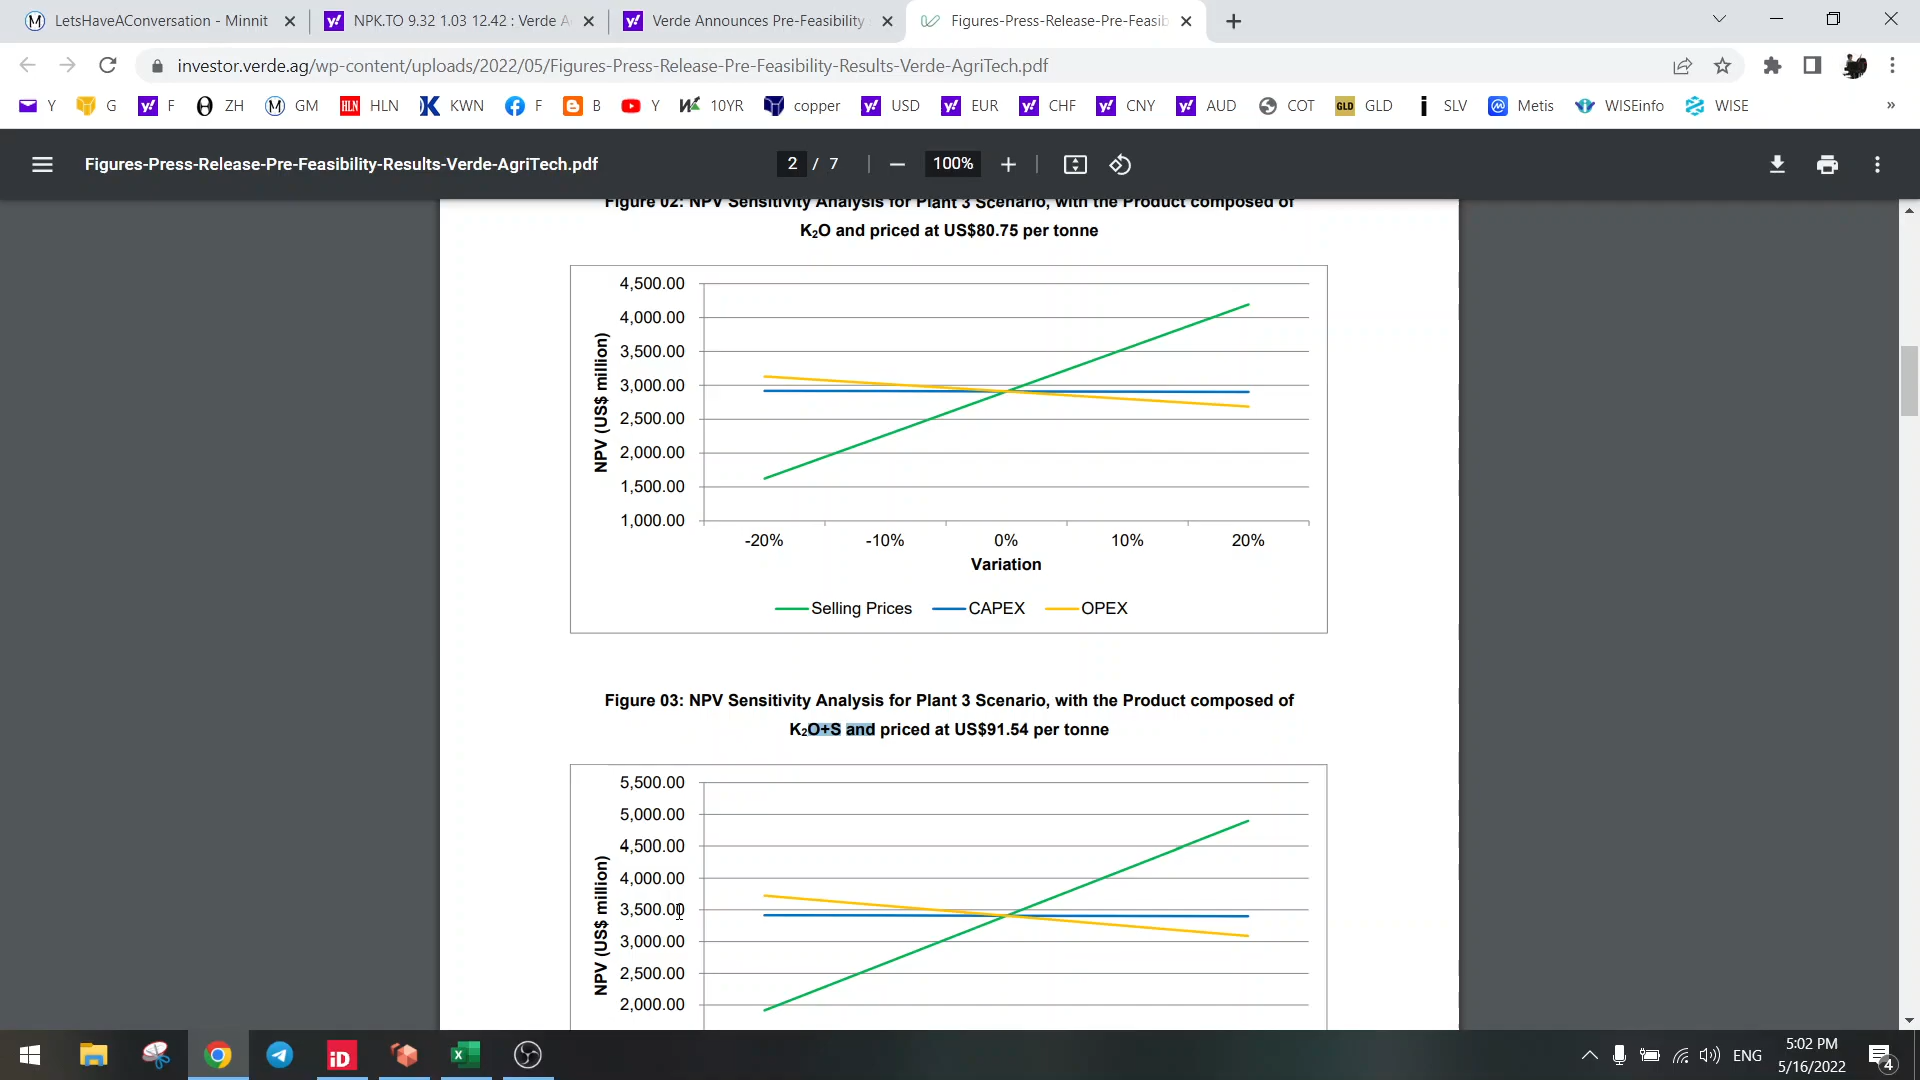 LetsHaveAConversation - Minnit
NPK.TO 9.32 1.03 12.42 : Verde A
Verde Announces Pre-Feasibility
Figures-Press-Release-Pre-Feasib
investor.verde.ag/wp-content/uploads/2022/05/Figures-Press-Release-Pre-Feasibility-Results-Verde-AgriTech.pdf
Y G F ZH GM HLN KWN F B Y 10YR copper USD EUR CHF CNY AUD COT GLD SLV Metis WISEinfo WISE »
Figures-Press-Release-Pre-Feasibility-Results-Verde-AgriTech.pdf
2 / 7
100%
Figure 02: NPV Sensitivity Analysis for Plant 3 Scenario, with the Product composed of
K₂O and priced at US$80.75 per tonne
NPV (US$ million)
4,500.00
4,000.00
3,500.00
3,000.00
2,500.00
2,000.00
1,500.00
1,000.00
-20% -10% 0% 10% 20%
Variation
Selling Prices CAPEX OPEX
Figure 03: NPV Sensitivity Analysis for Plant 3 Scenario, with the Product composed of
K₂O+S and priced at US$91.54 per tonne
NPV (US$ million)
5,500.00
5,000.00
4,500.00
4,000.00
3,500.00
3,000.00
2,500.00
2,000.00
ENG
5:02 PM
5/16/2022
4